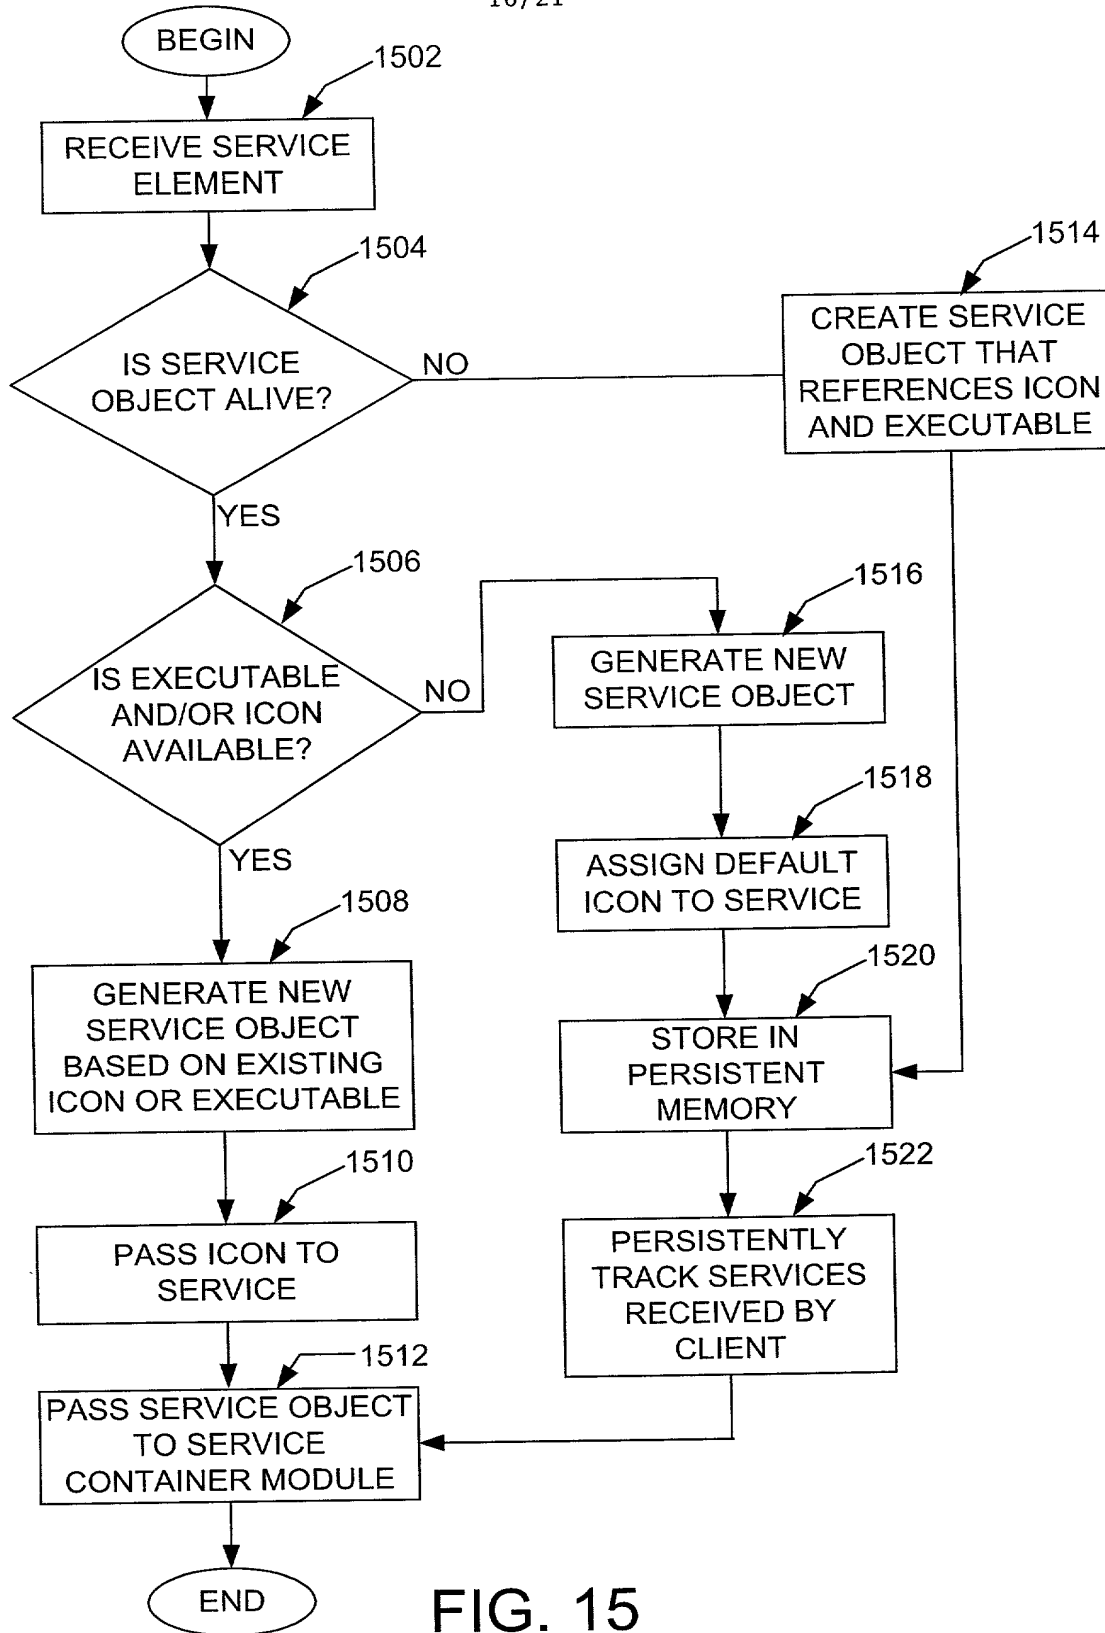 16/21
BEGIN
1502
RECEIVE SERVICE
ELEMENT
1504
IS SERVICE
OBJECT ALIVE?
NO
1514
CREATE SERVICE
OBJECT THAT
REFERENCES ICON
AND EXECUTABLE
YES
1506
IS EXECUTABLE
AND/OR ICON
AVAILABLE?
NO
1516
GENERATE NEW
SERVICE OBJECT
1518
ASSIGN DEFAULT
ICON TO SERVICE
YES
1508
GENERATE NEW
SERVICE OBJECT
BASED ON EXISTING
ICON OR EXECUTABLE
1520
STORE IN
PERSISTENT
MEMORY
1510
PASS ICON TO
SERVICE
1522
PERSISTENTLY
TRACK SERVICES
RECEIVED BY
CLIENT
1512
PASS SERVICE OBJECT
TO SERVICE
CONTAINER MODULE
END
FIG. 15